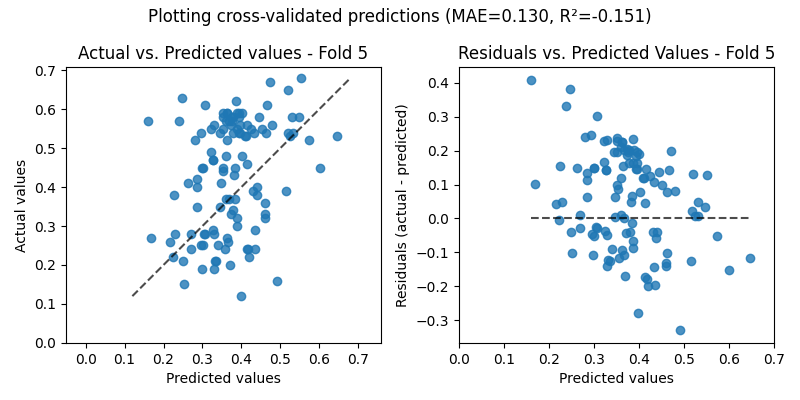 Plotting cross-validated predictions (MAE=0.130, R²=-0.151)
Actual vs. Predicted values - Fold 5
Actual values
0.7
0.6
0.5
0.4
0.3
0.2
0.1
0.0
0.0 0.1 0.2 0.3 0.4 0.5 0.6 0.7
Predicted values
Residuals vs. Predicted Values - Fold 5
Residuals (actual - predicted)
0.4
0.3
0.2
0.1
0.0
−0.1
−0.2
−0.3
0.0 0.1 0.2 0.3 0.4 0.5 0.6 0.7
Predicted values